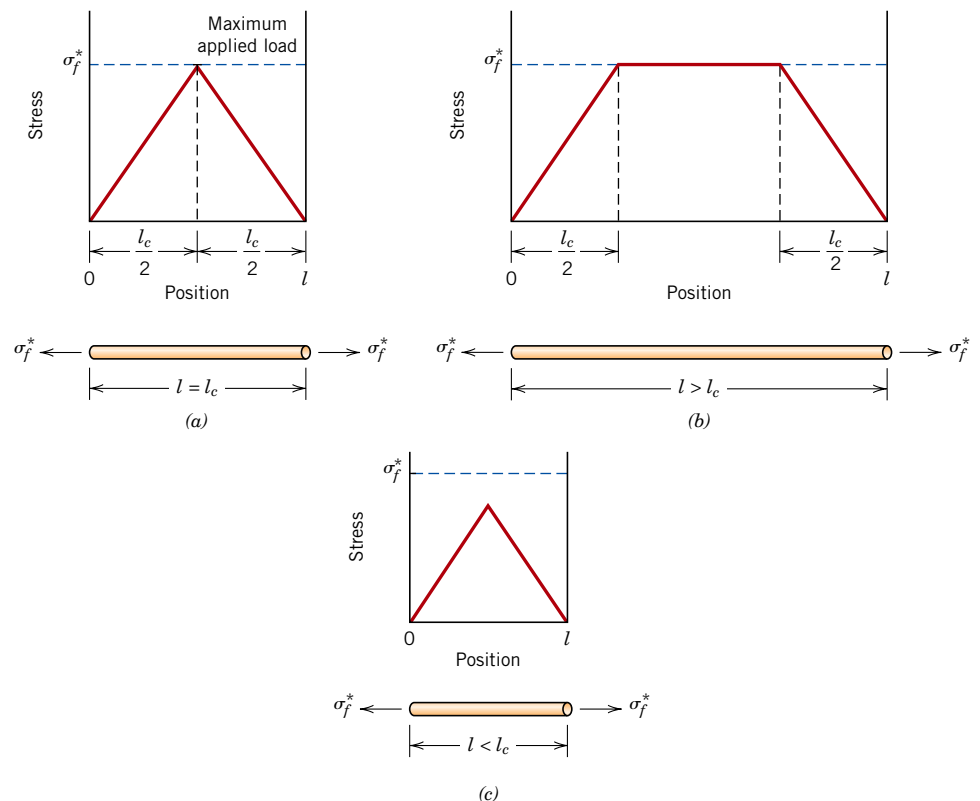 Maximum
applied load
σ*f
Stress
lc/2 lc/2
0 l
Position
σ*f σ*f
l = lc
(a)
σ*f
Stress
lc/2 lc/2
0 l
Position
σ*f σ*f
l > lc
(b)
σ*f
Stress
0 l
Position
σ*f σ*f
l < lc
(c)